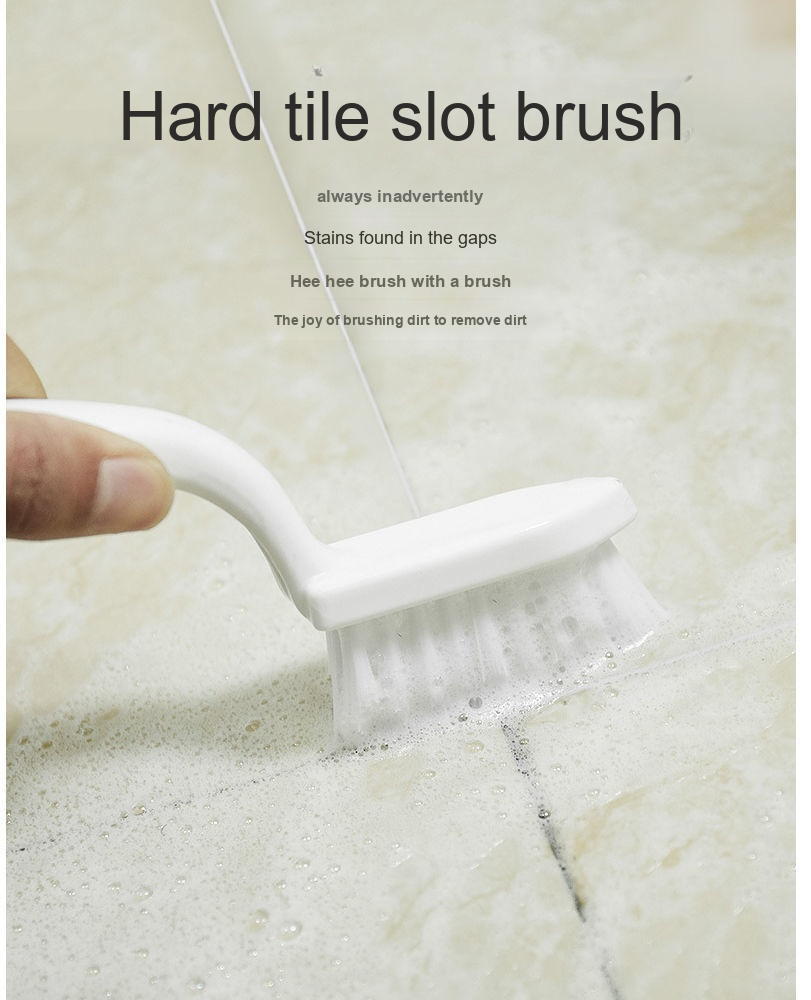 Hard tile slot brush
always inadvertently
Stains found in the gaps
Hee hee brush with a brush
The joy of brushing dirt to remove dirt